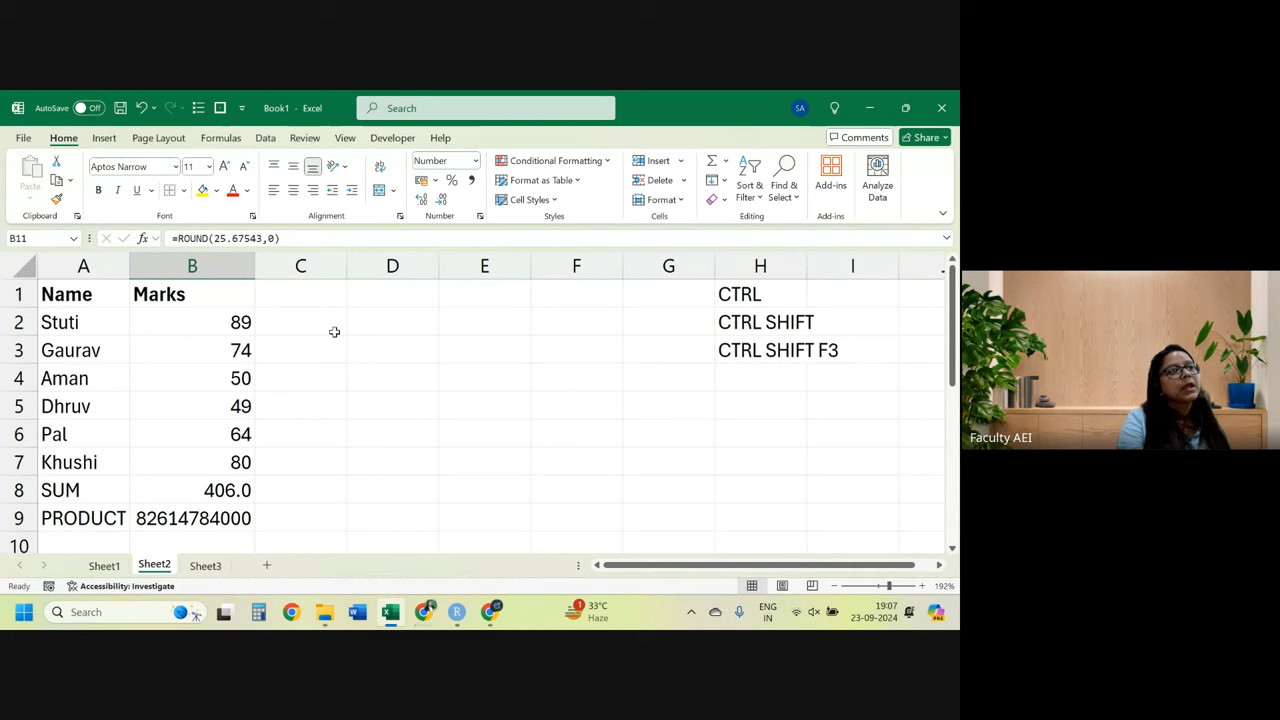 AutoSave Off Book1 - Excel Search SA
File Home Insert Page Layout Formulas Data Review View Developer Help Comments Share
Paste Aptos Narrow 11 A A ab Number Conditional Formatting Insert Σ
B I U A % , Format as Table Delete Sort & Filter Find & Select Add-ins Analyze Data
Cell Styles Format
Clipboard Font Alignment Number Styles Cells Editing Add-ins
B11 fx =ROUND(25.67543,0)
A B C D E F G H I
1 Name Marks CTRL
2 Stuti 89 CTRL SHIFT
3 Gaurav 74 CTRL SHIFT F3
4 Aman 50
5 Dhruv 49
6 Pal 64
7 Khushi 80
8 SUM 406.0
9 PRODUCT 82614784000
10
Sheet1 Sheet2 Sheet3 +
Ready Accessibility: Investigate 192%
Search 33°C Haze ENG IN 19:07 23-09-2024
Faculty AEI